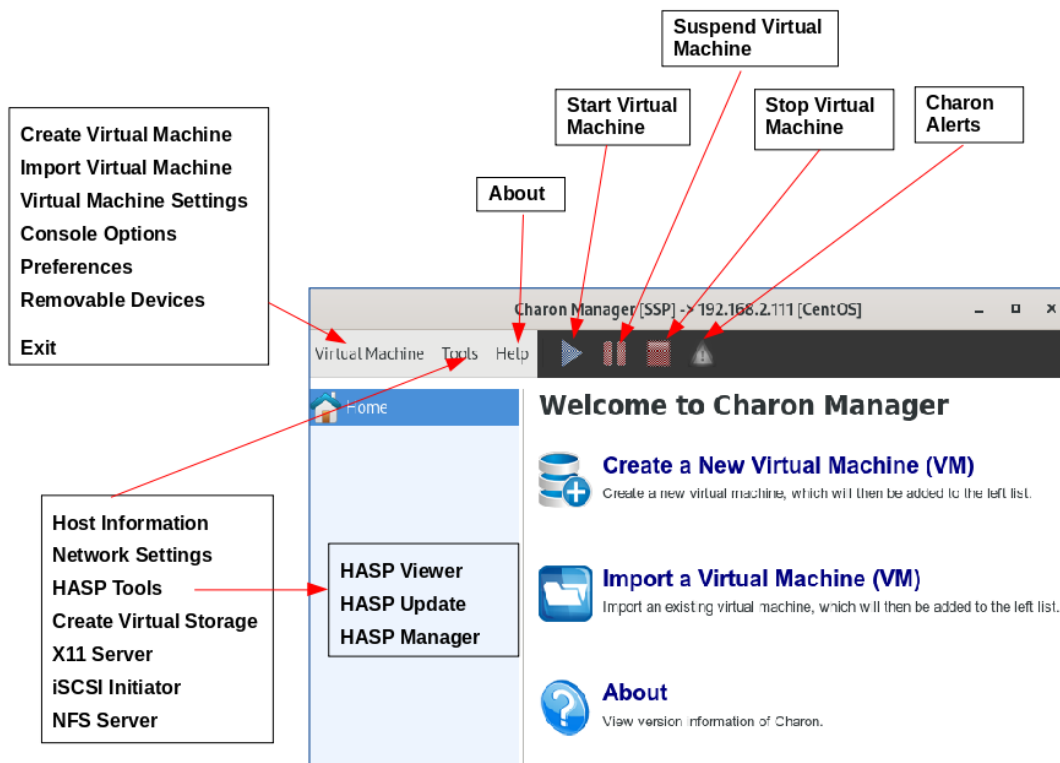 Suspend Virtual
Machine
Start Virtual
Machine
Stop Virtual
Machine
Charon
Alerts
Create Virtual Machine
Import Virtual Machine
Virtual Machine Settings
Console Options
Preferences
Removable Devices
Exit
About
Charon Manager [SSP] -> 192.168.2.111 [CentOS]
Virtual Machine Tools Help
Home
Welcome to Charon Manager
Create a New Virtual Machine (VM)
Create a new virtual machine, which will then be added to the left list.
Host Information
Network Settings
HASP Tools
Create Virtual Storage
X11 Server
iSCSI Initiator
NFS Server
HASP Viewer
HASP Update
HASP Manager
Import a Virtual Machine (VM)
Import an existing virtual machine, which will then be added to the left list.
About
View version information of Charon.